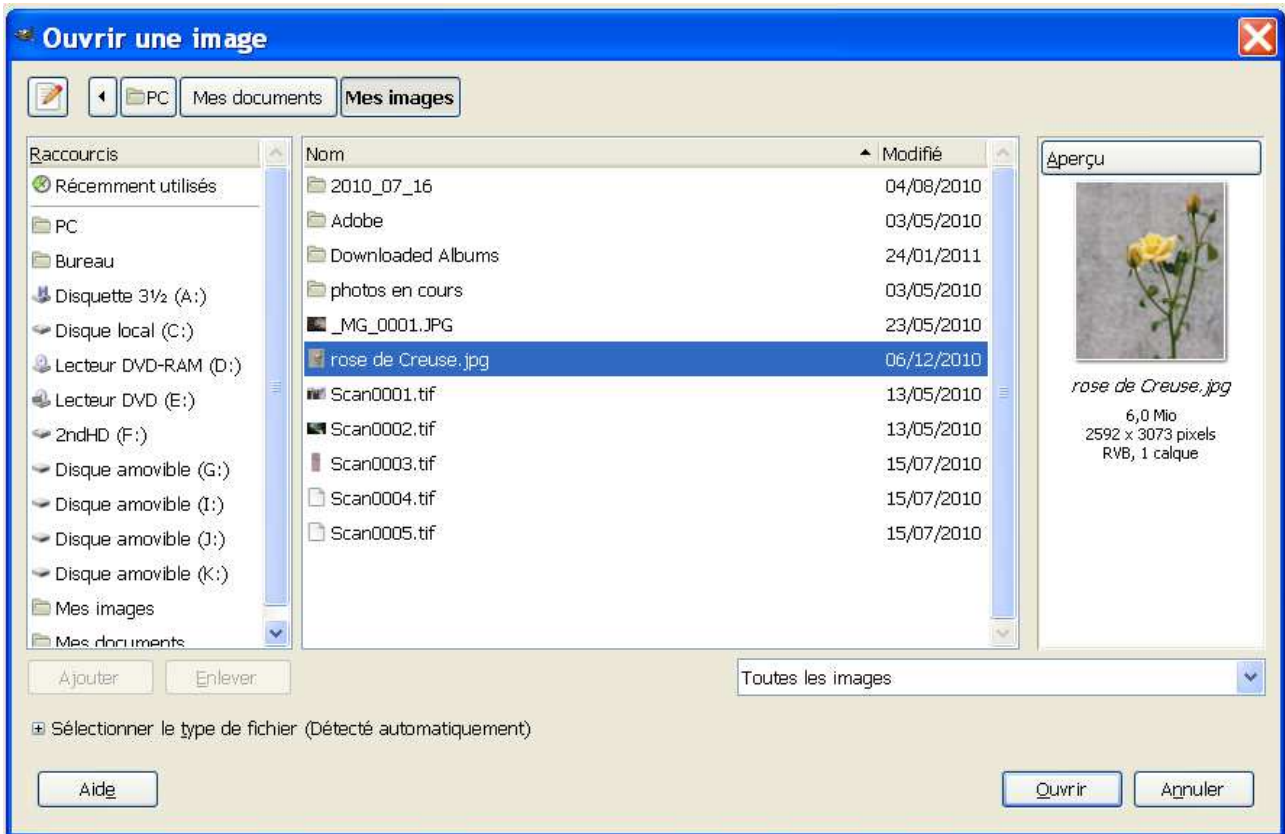 Ouvrir une image
PC Mes documents Mes images
Raccourcis
Récemment utilisés
PC
Bureau
Disquette 3½ (A:)
Disque local (C:)
Lecteur DVD-RAM (D:)
Lecteur DVD (E:)
2ndHD (F:)
Disque amovible (G:)
Disque amovible (I:)
Disque amovible (J:)
Disque amovible (K:)
Mes images
Mes documents
Nom Modifié
2010_07_16 04/08/2010
Adobe 03/05/2010
Downloaded Albums 24/01/2011
photos en cours 03/05/2010
_MG_0001.JPG 23/05/2010
rose de Creuse.jpg 06/12/2010
Scan0001.tif 13/05/2010
Scan0002.tif 13/05/2010
Scan0003.tif 15/07/2010
Scan0004.tif 15/07/2010
Scan0005.tif 15/07/2010
Aperçu
rose de Creuse.jpg
6,0 Mio
2592 x 3073 pixels
RVB, 1 calque
Ajouter Enlever
Toutes les images
Sélectionner le type de fichier (Détecté automatiquement)
Aide Ouvrir Annuler